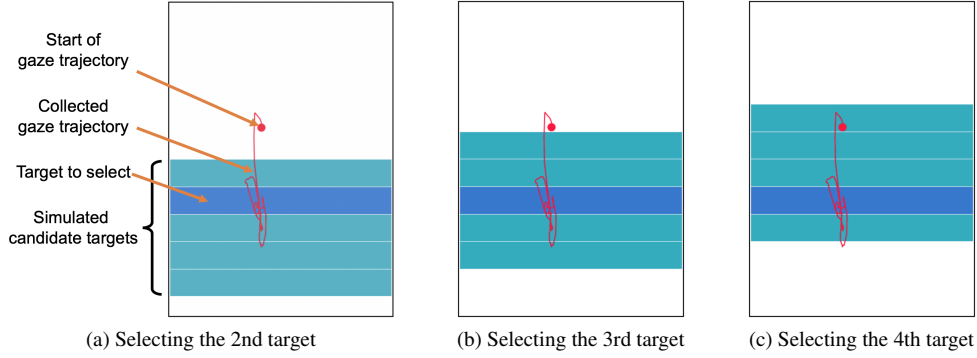 Start of
gaze trajectory
Collected
gaze trajectory
Target to select
Simulated
candidate targets
(a) Selecting the 2nd target
(b) Selecting the 3rd target
(c) Selecting the 4th target